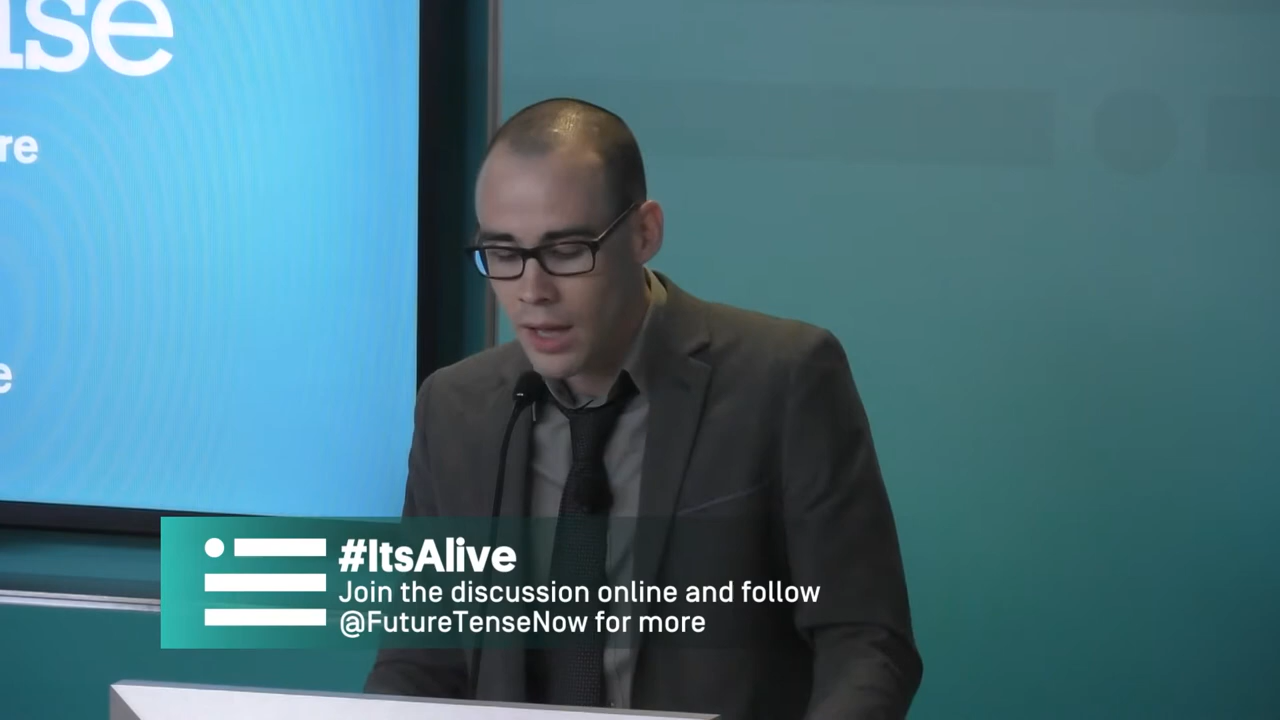 #ItsAlive
Join the discussion online and follow
@FutureTenseNow for more